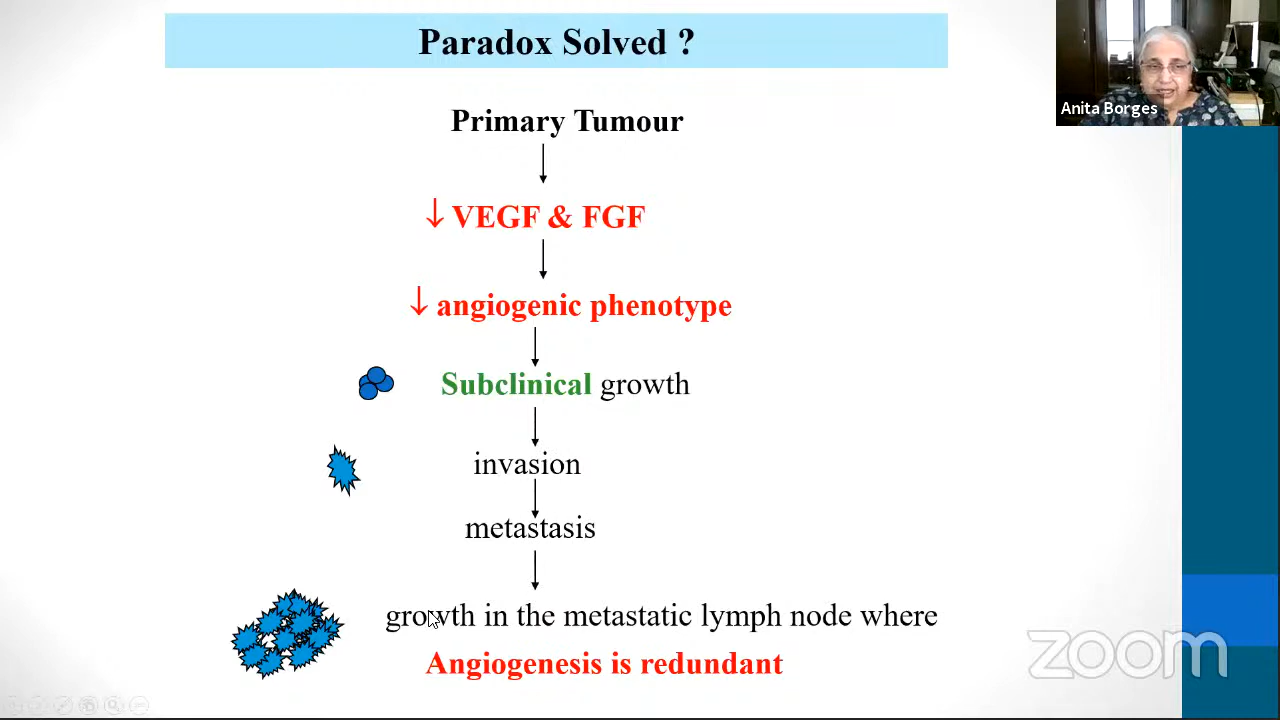 Paradox Solved ?
Anita Borges
Primary Tumour
↓ VEGF & FGF
↓ angiogenic phenotype
Subclinical growth
invasion
metastasis
growth in the metastatic lymph node where
Angiogenesis is redundant
zoom